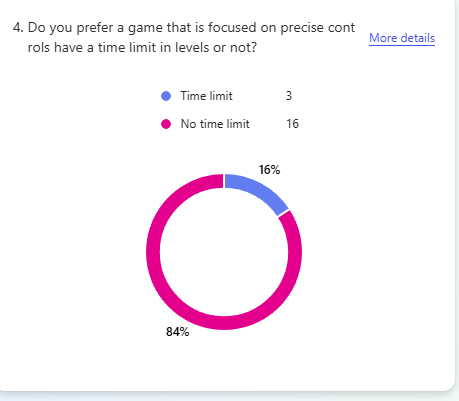 4. Do you prefer a game that is focused on precise cont
rols have a time limit in levels or not?
More details
Time limit 3
No time limit 16
16%
84%